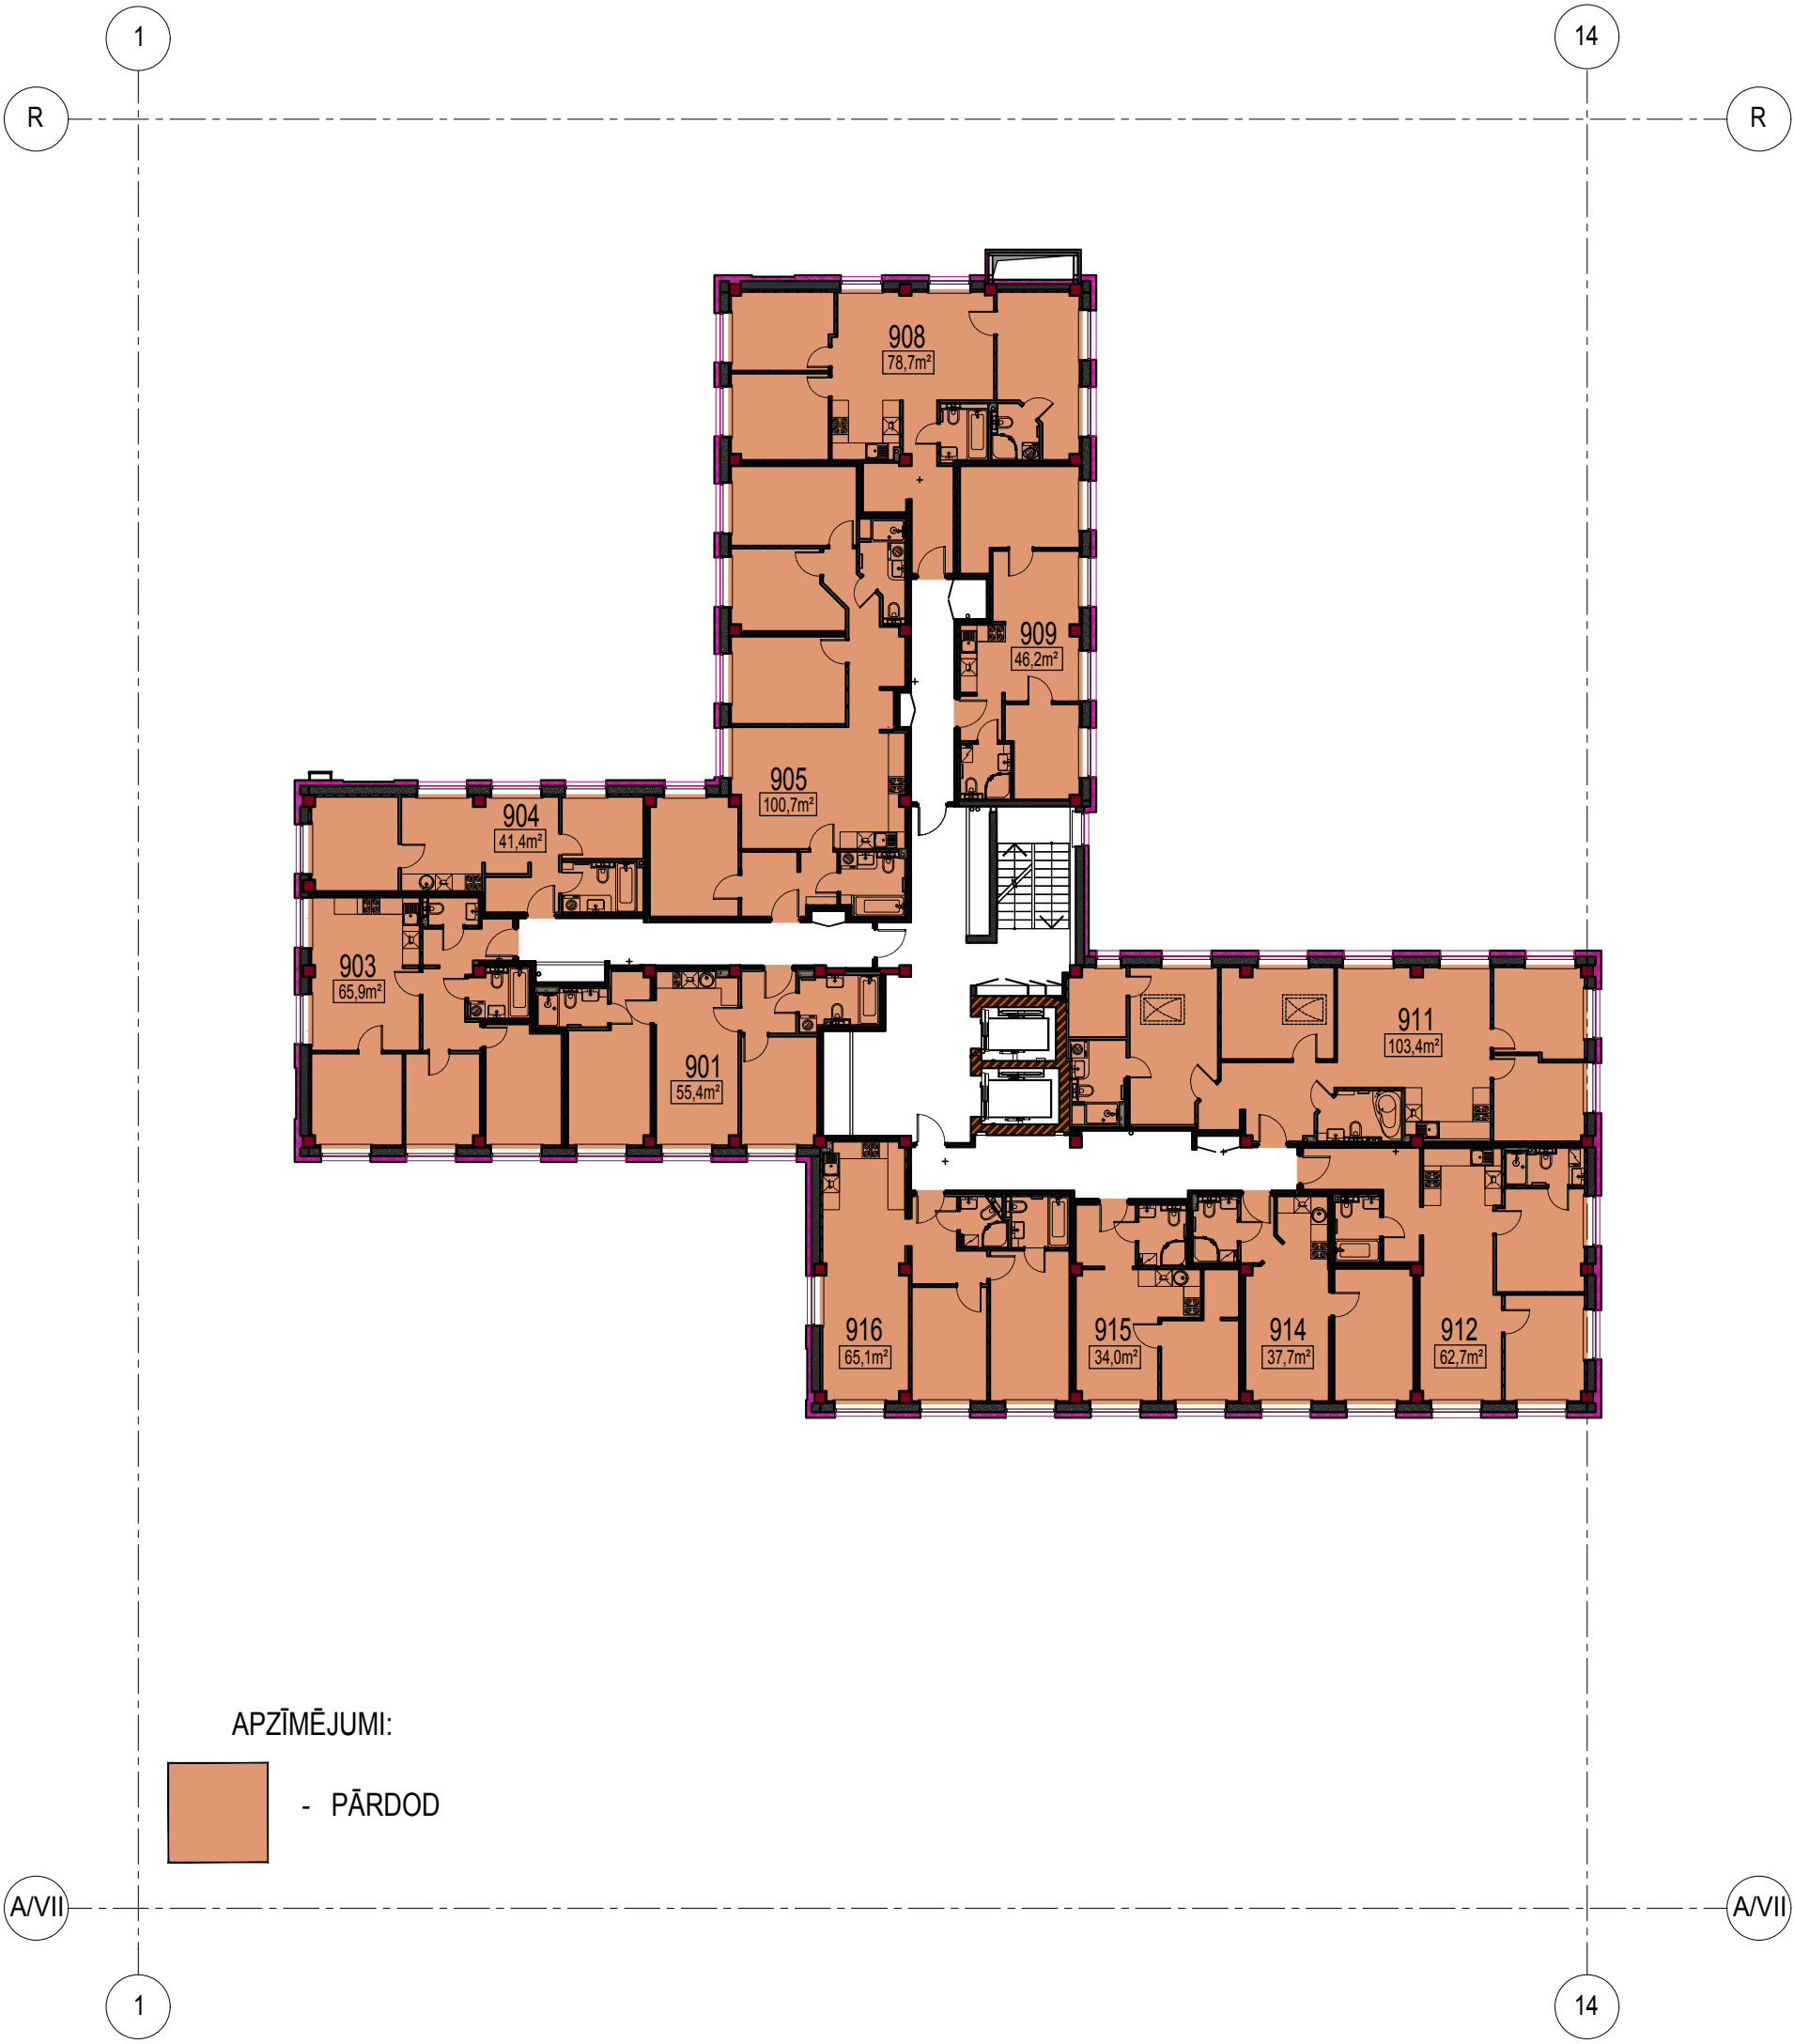 1
14
R
R
908
78,7m²
909
46,2m²
905
100,7m²
904
41,4m²
903
65,9m²
901
55,4m²
911
103,4m²
916
65,1m²
915
34,0m²
914
37,7m²
912
62,7m²
APZĪMĒJUMI:
- PĀRDOD
A/VII
A/VII
1
14